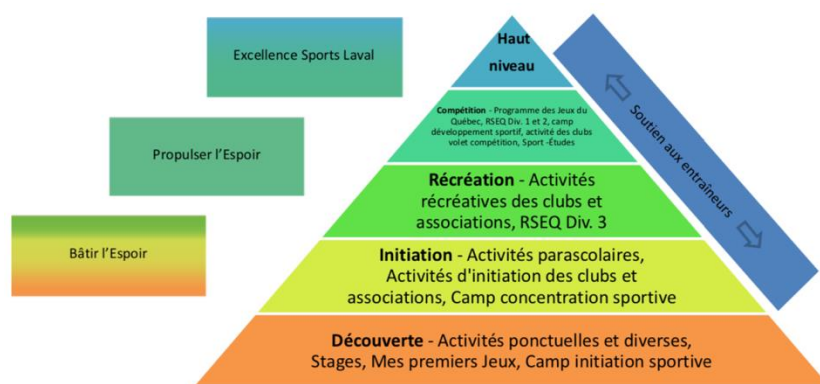 Excellence Sports Laval
Propulser l'Espoir
Bâtir l'Espoir
Haut
niveau
Compétition - Programme des Jeux du
Québec, RSEQ Div. 1 et 2, camp
développement sportif, activité des clubs
volet compétition, Sport -Études
Récréation - Activités
récréatives des clubs et
associations, RSEQ Div. 3
Initiation - Activités parascolaires,
Activités d'initiation des clubs et
associations, Camp concentration sportive
Découverte - Activités ponctuelles et diverses,
Stages, Mes premiers Jeux, Camp initiation sportive
Soutien aux entraîneurs